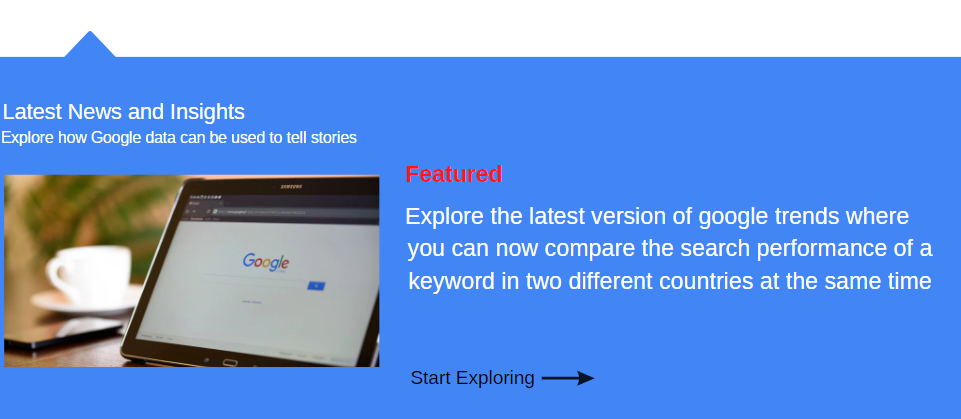 Latest News and Insights
Explore how Google data can be used to tell stories
SAMSUNG
Google
Featured
Explore the latest version of google trends where
you can now compare the search performance of a
keyword in two different countries at the same time
Start Exploring